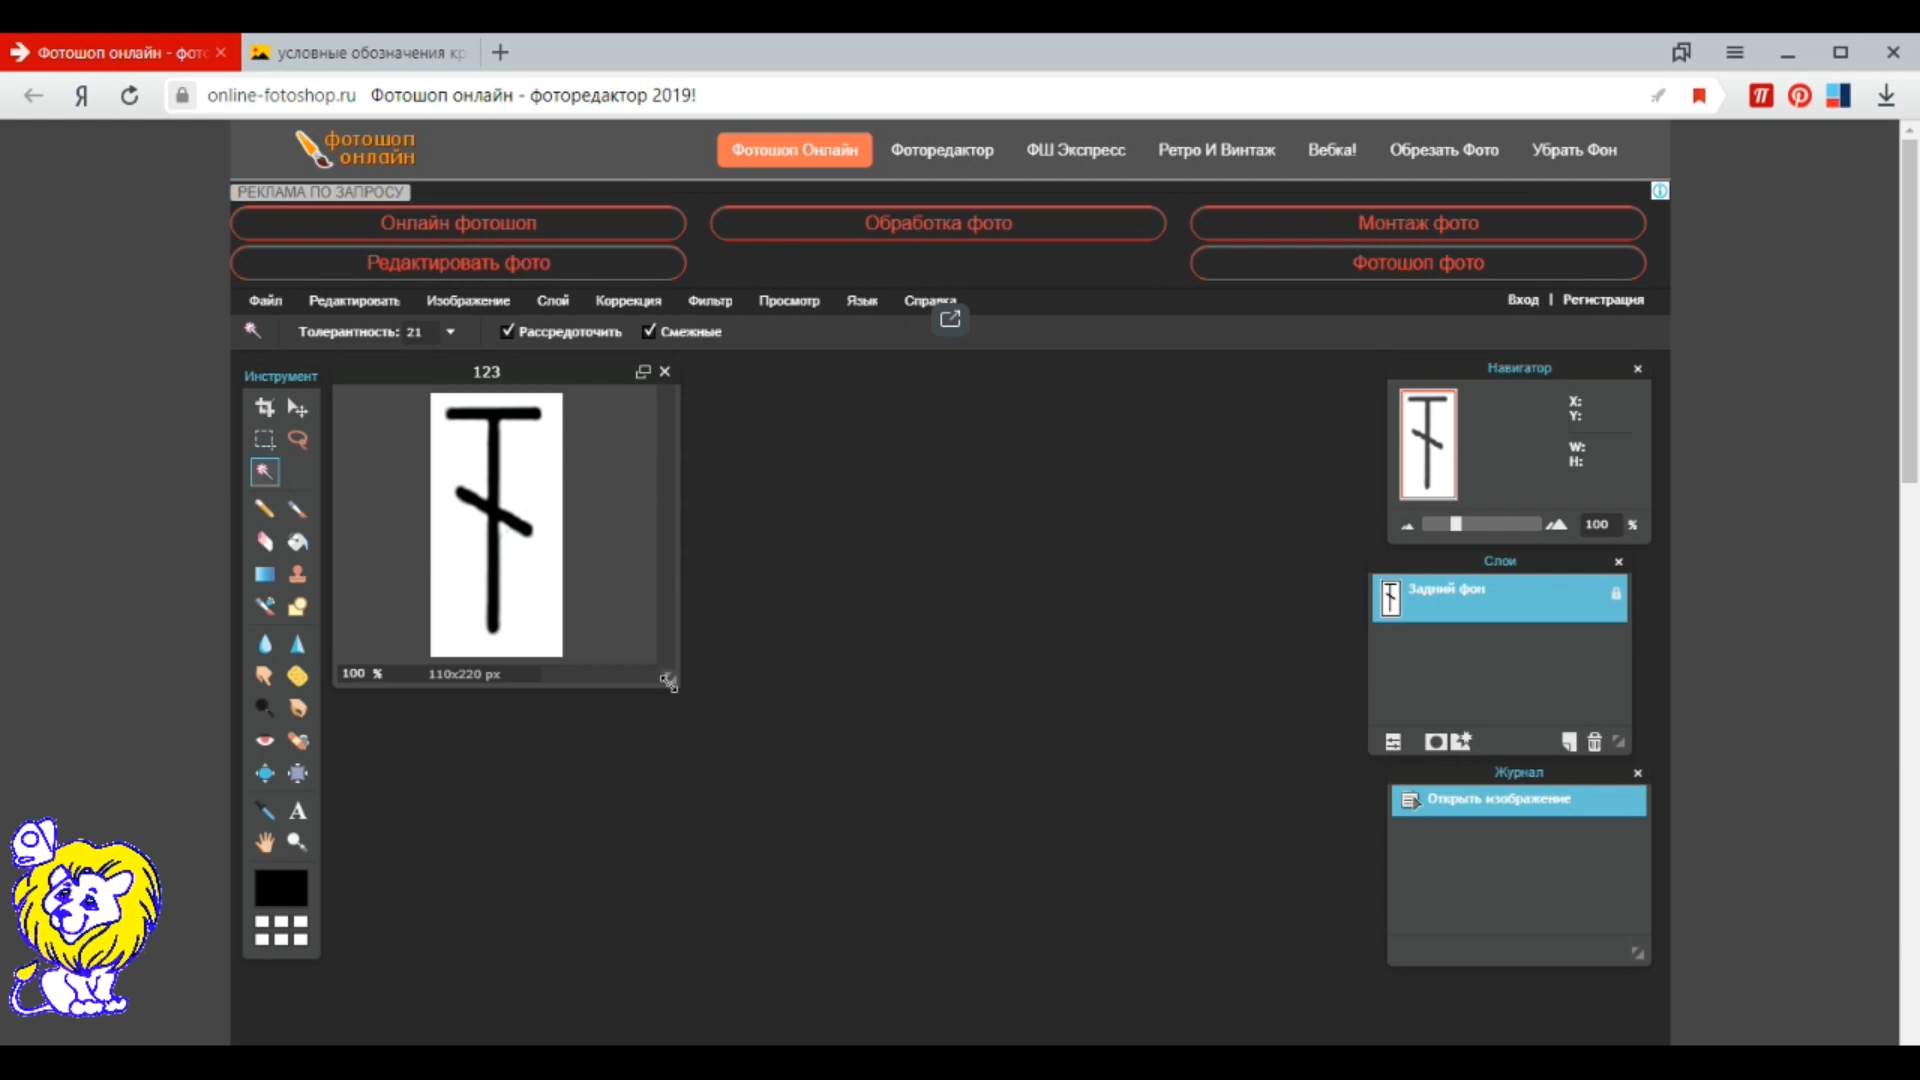 Фотошоп онлайн - фото
условные обозначения кр
Я
online-fotoshop.ru Фотошоп онлайн - фоторедактор 2019!
фотошоп
онлайн
Фотошоп Онлайн Фоторедактор ФШ Экспресс Ретро И Винтаж Вебка! Обрезать Фото Убрать Фон
РЕКЛАМА ПО ЗАПРОСУ
Онлайн фотошоп Обработка фото Монтаж фото
Редактировать фото Фотошоп фото
Файл Редактировать Изображение Слой Коррекция Фильтр Просмотр Язык Справка Вход | Регистрация
Толерантность: 21 Рассредоточить Смежные
Инструмент
123
100 % 110x220 px
Навигатор
X:
Y:
W:
H:
100 %
Слои
Задний фон
Журнал
Открыть изображение